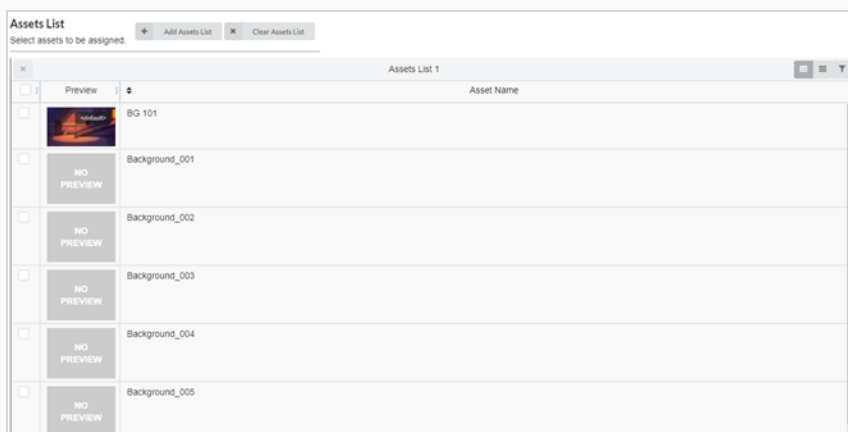 Assets List
Select assets to be assigned.
Add Assets List
Clear Assets List
Assets List 1
Preview
Asset Name
<default>
BG 101
NO
PREVIEW
Background_001
NO
PREVIEW
Background_002
NO
PREVIEW
Background_003
NO
PREVIEW
Background_004
NO
PREVIEW
Background_005